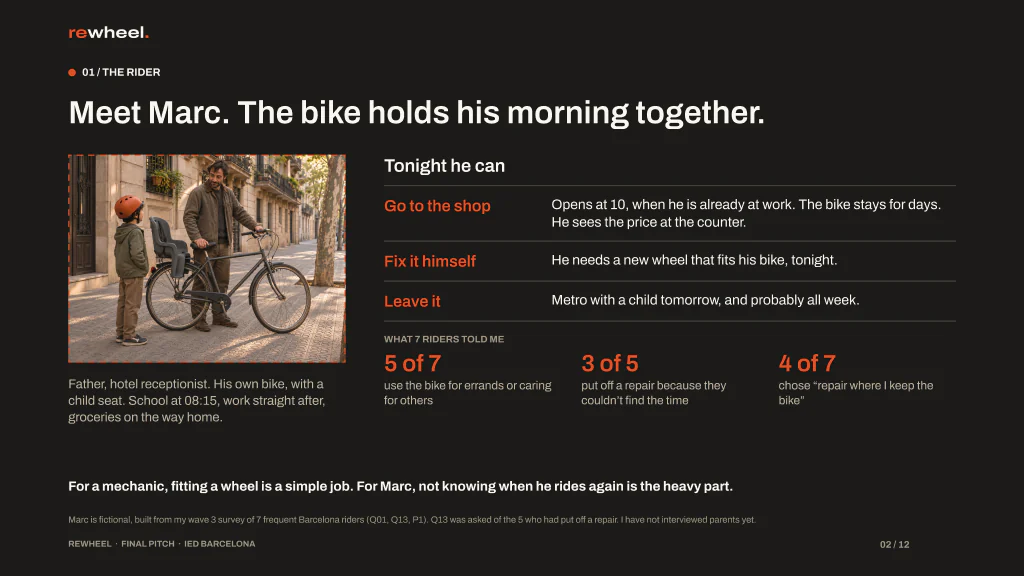 rewheel.
01 / THE RIDER
Meet Marc. The bike holds his morning together.
Father, hotel receptionist. His own bike, with a
child seat. School at 08:15, work straight after,
groceries on the way home.
Tonight he can
Go to the shop
Opens at 10, when he is already at work. The bike stays for days.
He sees the price at the counter.
Fix it himself
He needs a new wheel that fits his bike, tonight.
Leave it
Metro with a child tomorrow, and probably all week.
WHAT 7 RIDERS TOLD ME
5 of 7
use the bike for errands or caring
for others
3 of 5
put off a repair because they
couldn’t find the time
4 of 7
chose “repair where I keep the
bike”
For a mechanic, fitting a wheel is a simple job. For Marc, not knowing when he rides again is the heavy part.
Marc is fictional, built from my wave 3 survey of 7 frequent Barcelona riders (Q01, Q13, P1). Q13 was asked of the 5 who had put off a repair. I have not interviewed parents yet.
REWHEEL · FINAL PITCH · IED BARCELONA
02 / 12